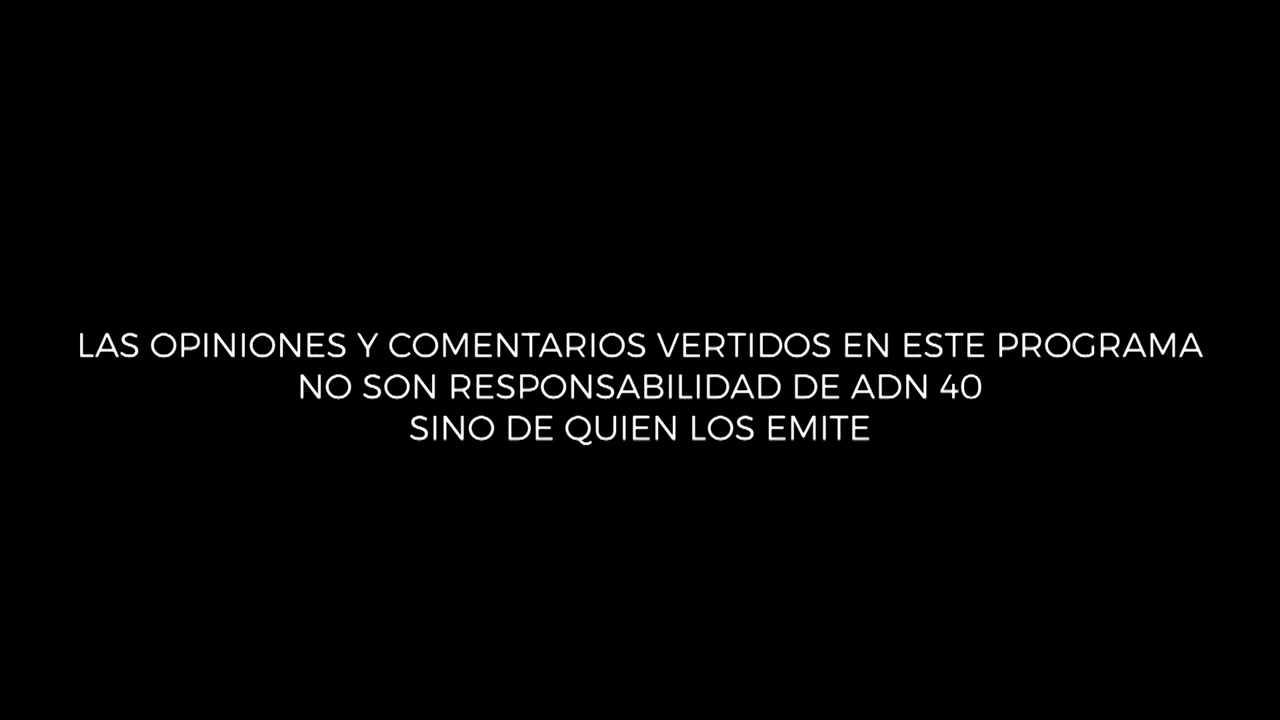 LAS OPINIONES Y COMENTARIOS VERTIDOS EN ESTE PROGRAMA
NO SON RESPONSABILIDAD DE ADN 40
SINO DE QUIEN LOS EMITE